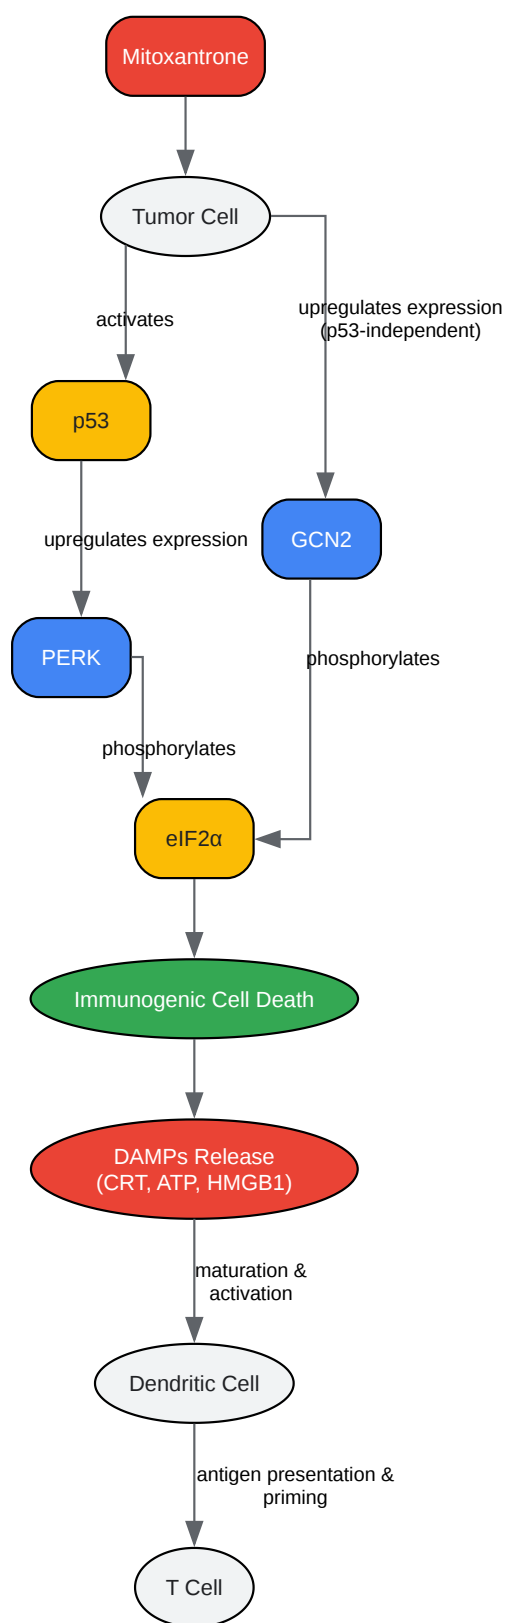 Mitoxantrone
Tumor Cell
activates
upregulates expression
(p53-independent)
p53
upregulates expression
GCN2
PERK
phosphorylates
phosphorylates
eIF2α
Immunogenic Cell Death
DAMPs Release
(CRT, ATP, HMGB1)
maturation &
activation
Dendritic Cell
antigen presentation &
priming
T Cell